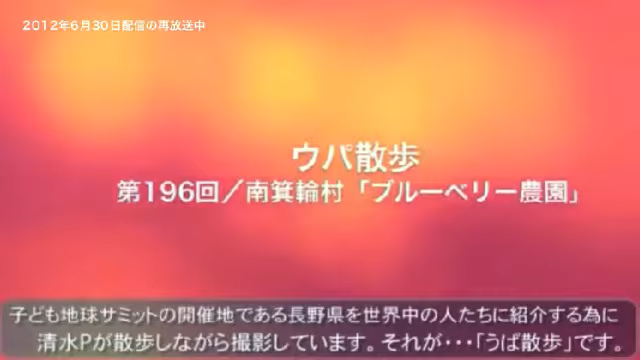 2012年6月30日配信の再放送中
ウパ散歩
第196回／南箕輪村「ブルーベリー農園」
子ども地球サミットの開催地である長野県を世界中の人たちに紹介する為に
清水Pが散歩しながら撮影しています。それが・・・「うぱ散歩」です。